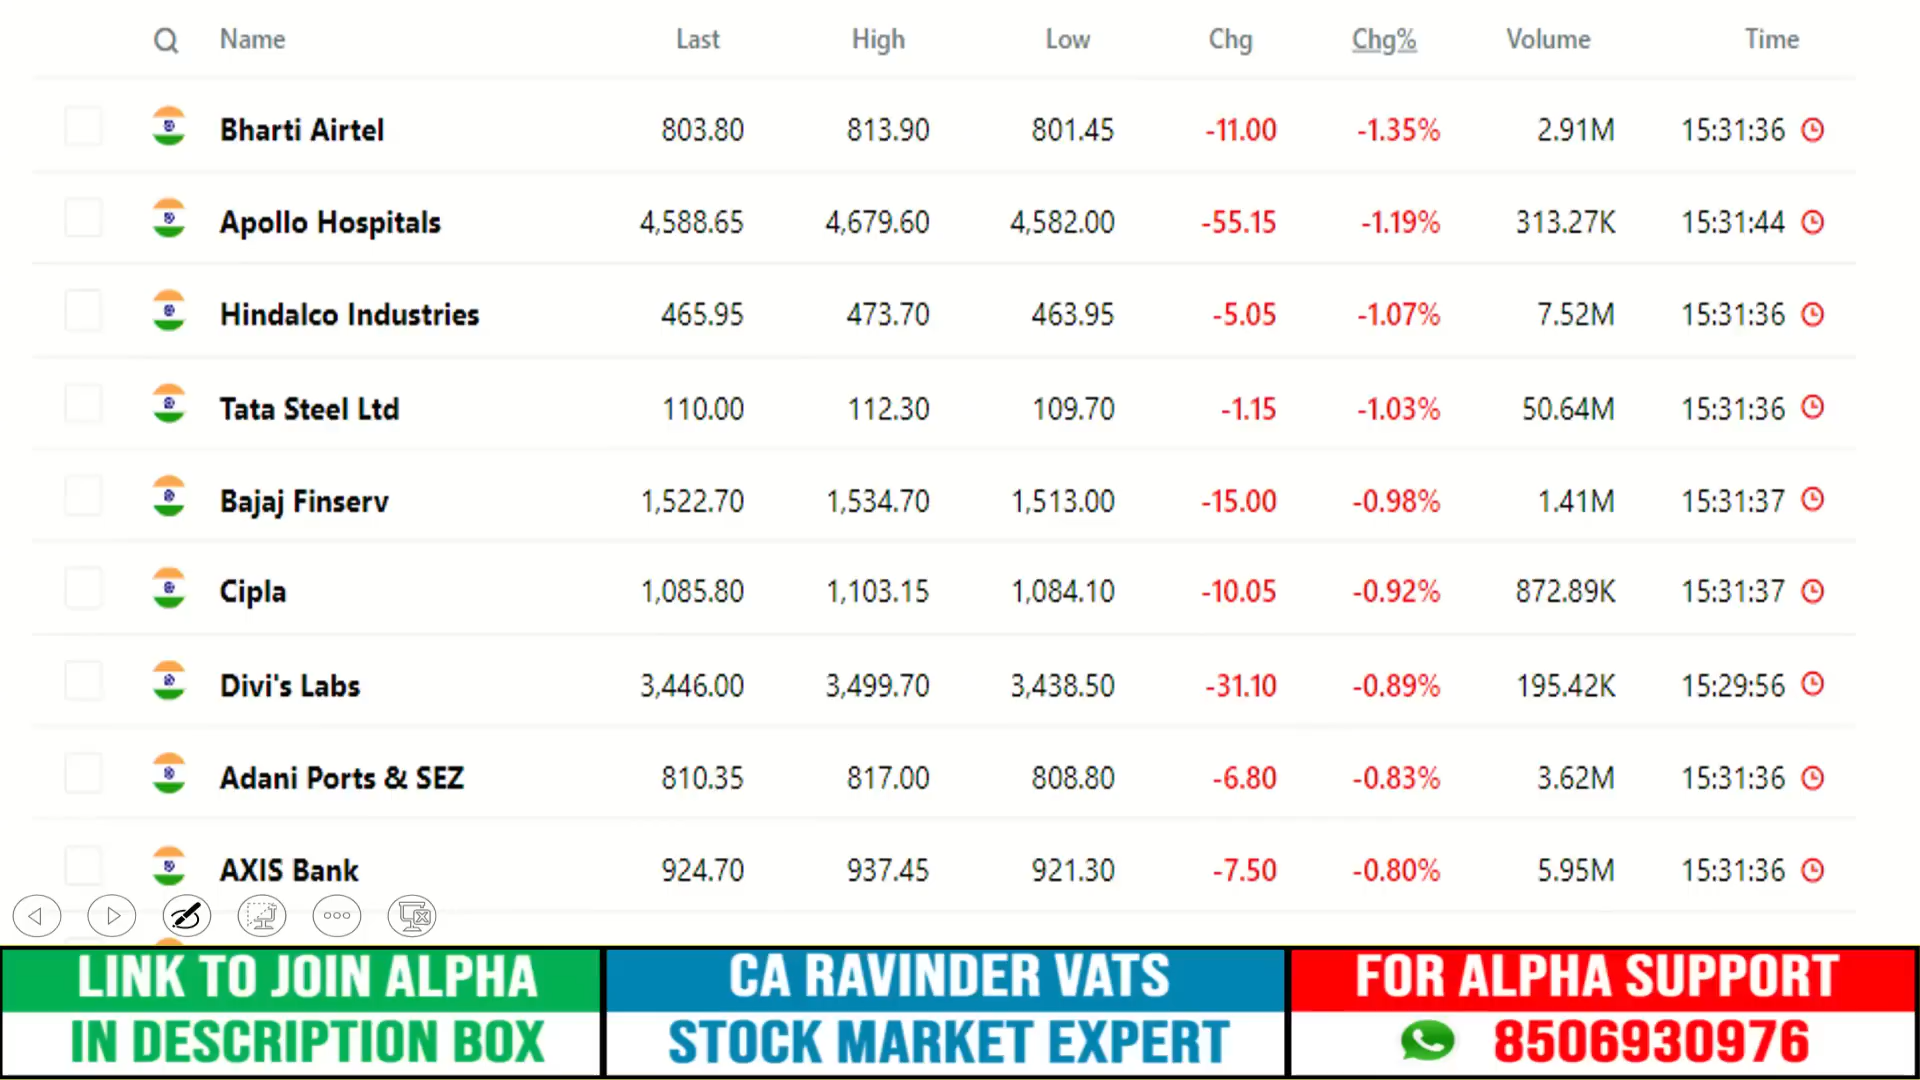 Name Last High Low Chg Chg% Volume Time
Bharti Airtel 803.80 813.90 801.45 -11.00 -1.35% 2.91M 15:31:36
Apollo Hospitals 4,588.65 4,679.60 4,582.00 -55.15 -1.19% 313.27K 15:31:44
Hindalco Industries 465.95 473.70 463.95 -5.05 -1.07% 7.52M 15:31:36
Tata Steel Ltd 110.00 112.30 109.70 -1.15 -1.03% 50.64M 15:31:36
Bajaj Finserv 1,522.70 1,534.70 1,513.00 -15.00 -0.98% 1.41M 15:31:37
Cipla 1,085.80 1,103.15 1,084.10 -10.05 -0.92% 872.89K 15:31:37
Divi's Labs 3,446.00 3,499.70 3,438.50 -31.10 -0.89% 195.42K 15:29:56
Adani Ports & SEZ 810.35 817.00 808.80 -6.80 -0.83% 3.62M 15:31:36
AXIS Bank 924.70 937.45 921.30 -7.50 -0.80% 5.95M 15:31:36
LINK TO JOIN ALPHA
IN DESCRIPTION BOX
CA RAVINDER VATS
STOCK MARKET EXPERT
FOR ALPHA SUPPORT
8506930976